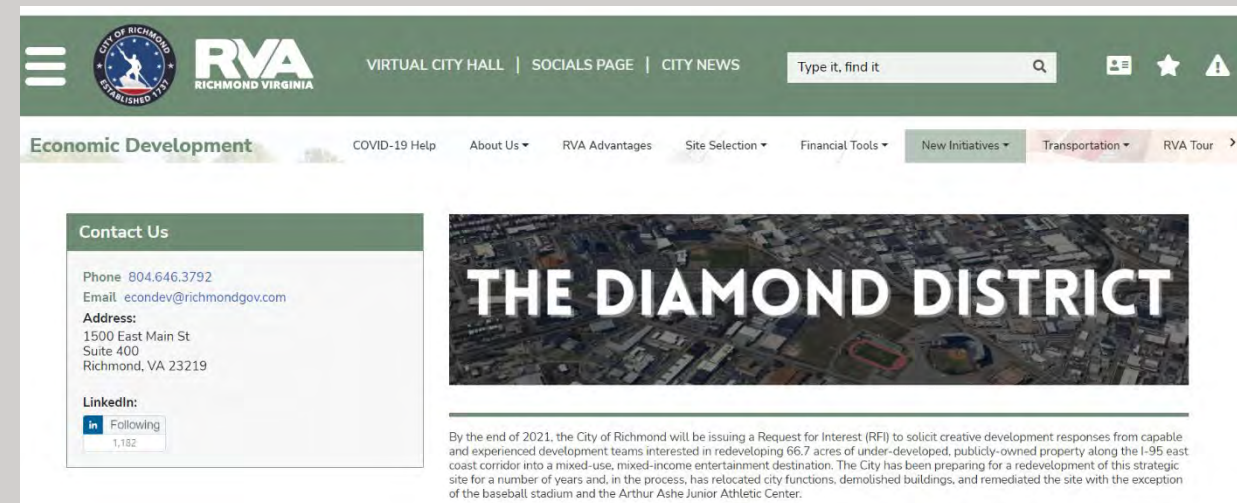 CITY OF RICHMOND
ESTABLISHED 1737
RVA
RICHMOND VIRGINIA
VIRTUAL CITY HALL | SOCIALS PAGE | CITY NEWS
Type it, find it
Economic Development
COVID-19 Help
About Us
RVA Advantages
Site Selection
Financial Tools
New Initiatives
Transportation
RVA Tour
Contact Us
Phone 804.646.3792
Email econdev@richmondgov.com
Address:
1500 East Main St
Suite 400
Richmond, VA 23219
LinkedIn:
in Following
1,182
THE DIAMOND DISTRICT
By the end of 2021, the City of Richmond will be issuing a Request for Interest (RFI) to solicit creative development responses from capable
and experienced development teams interested in redeveloping 66.7 acres of under-developed, publicly-owned property along the I-95 east
coast corridor into a mixed-use, mixed-income entertainment destination. The City has been preparing for a redevelopment of this strategic
site for a number of years and, in the process, has relocated city functions, demolished buildings, and remediated the site with the exception
of the baseball stadium and the Arthur Ashe Junior Athletic Center.